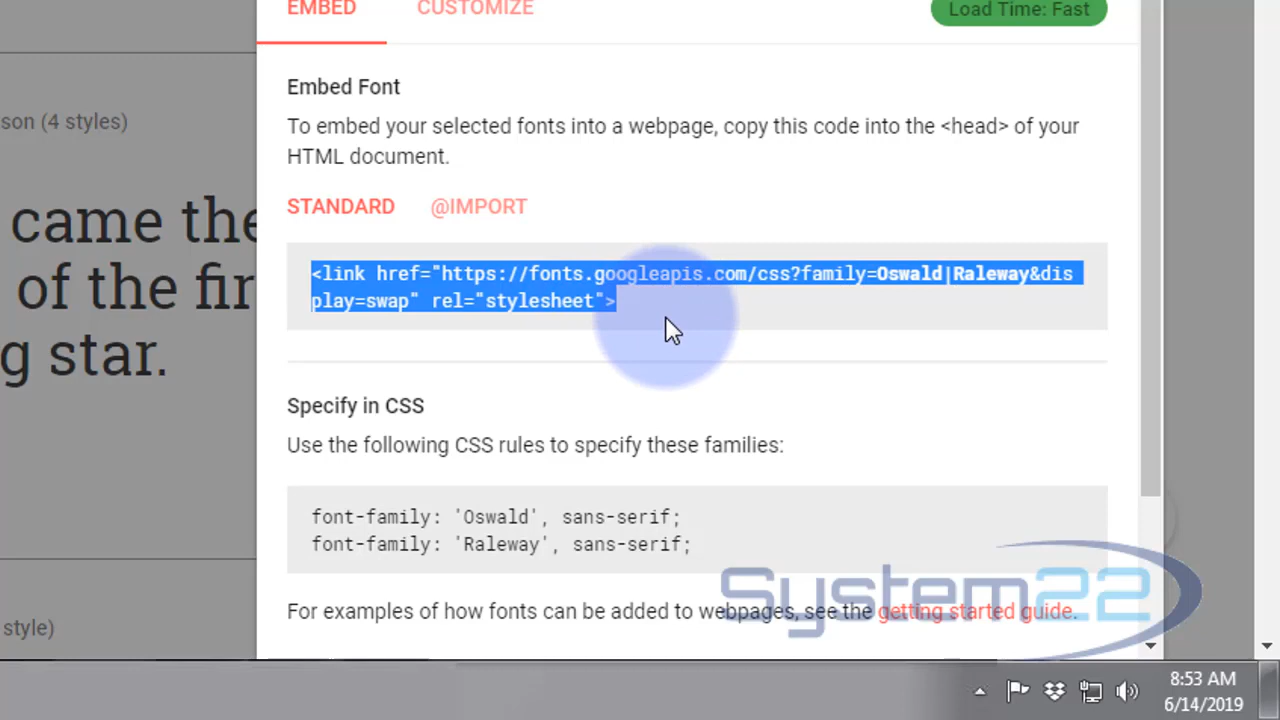 EMBED CUSTOMIZE
Load Time: Fast
Embed Font
son (4 styles)
To embed your selected fonts into a webpage, copy this code into the <head> of your
HTML document.
STANDARD @IMPORT
came the
of the fir
g star.
<link href="https://fonts.googleapis.com/css?family=Oswald|Raleway&dis
play=swap" rel="stylesheet">
Specify in CSS
Use the following CSS rules to specify these families:
font-family: 'Oswald', sans-serif;
font-family: 'Raleway', sans-serif;
System22
For examples of how fonts can be added to webpages, see the getting started guide.
style)
8:53 AM
6/14/2019